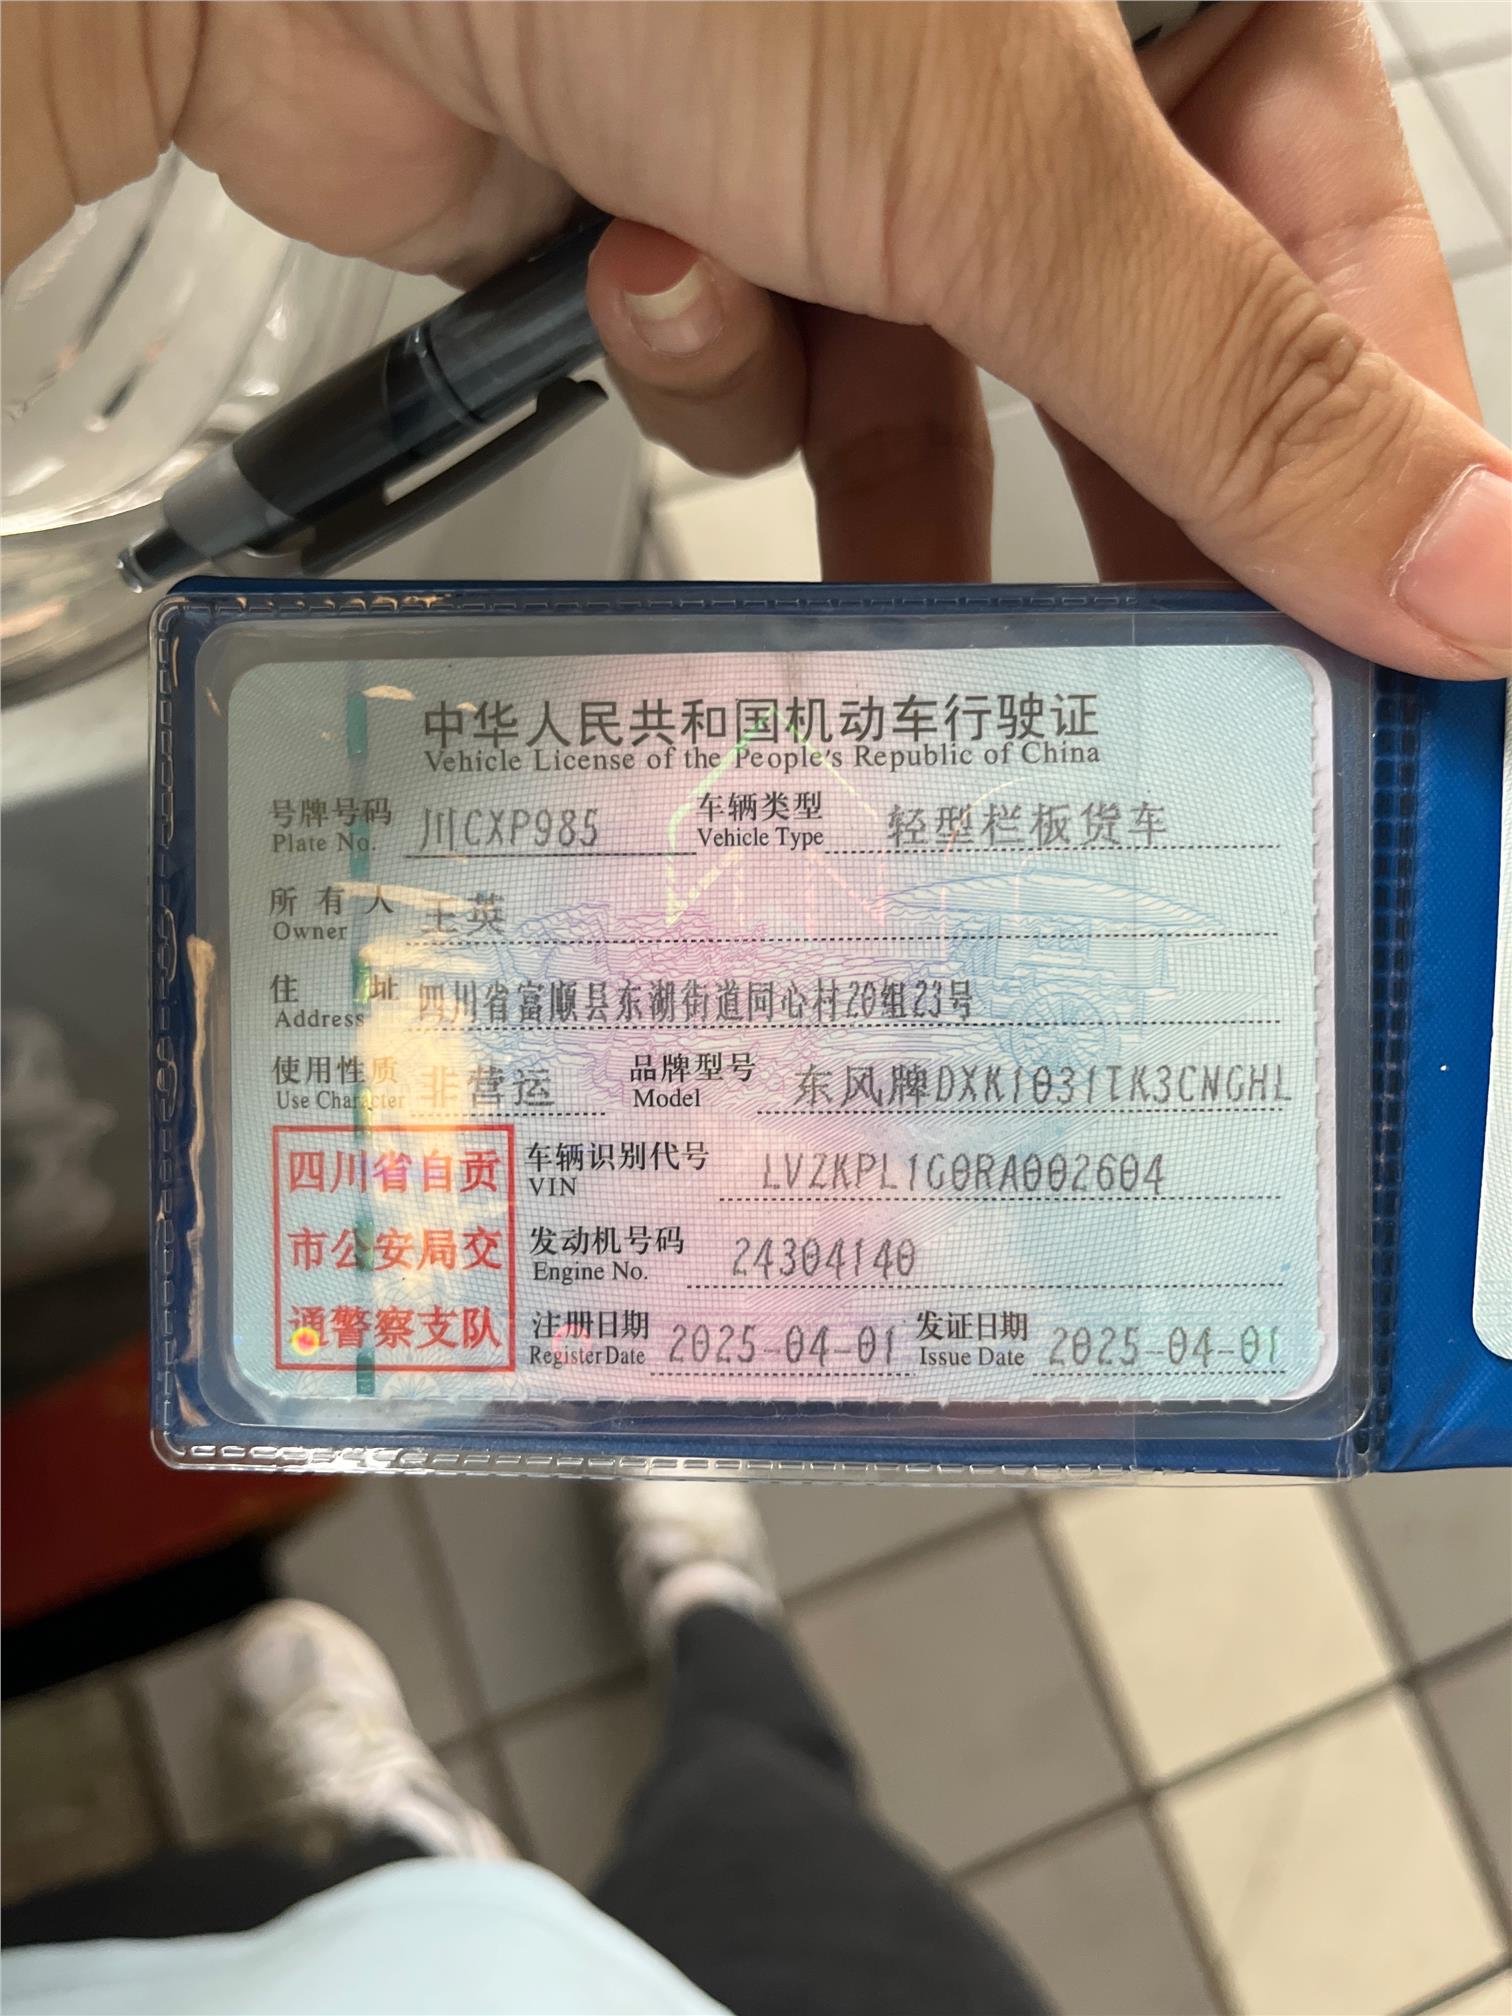 中华人民共和国机动车行驶证
Vehicle License of the People's Republic of China
号牌号码 川CXP985 车辆类型 轻型栏板货车
Plate No. Vehicle Type
所有人 王英
Owner
住址 四川省富顺县东湖街道同心村20组23号
Address
使用性质 非营运 品牌型号 东风牌DXK1031TK3CNGHL
Use Character Model
四川省自贡
市公安局交
通警察支队
车辆识别代号 LVZKPL1G0RA002604
VIN
发动机号码 24304140
Engine No.
注册日期 2025-04-01 发证日期 2025-04-01
Register Date Issue Date